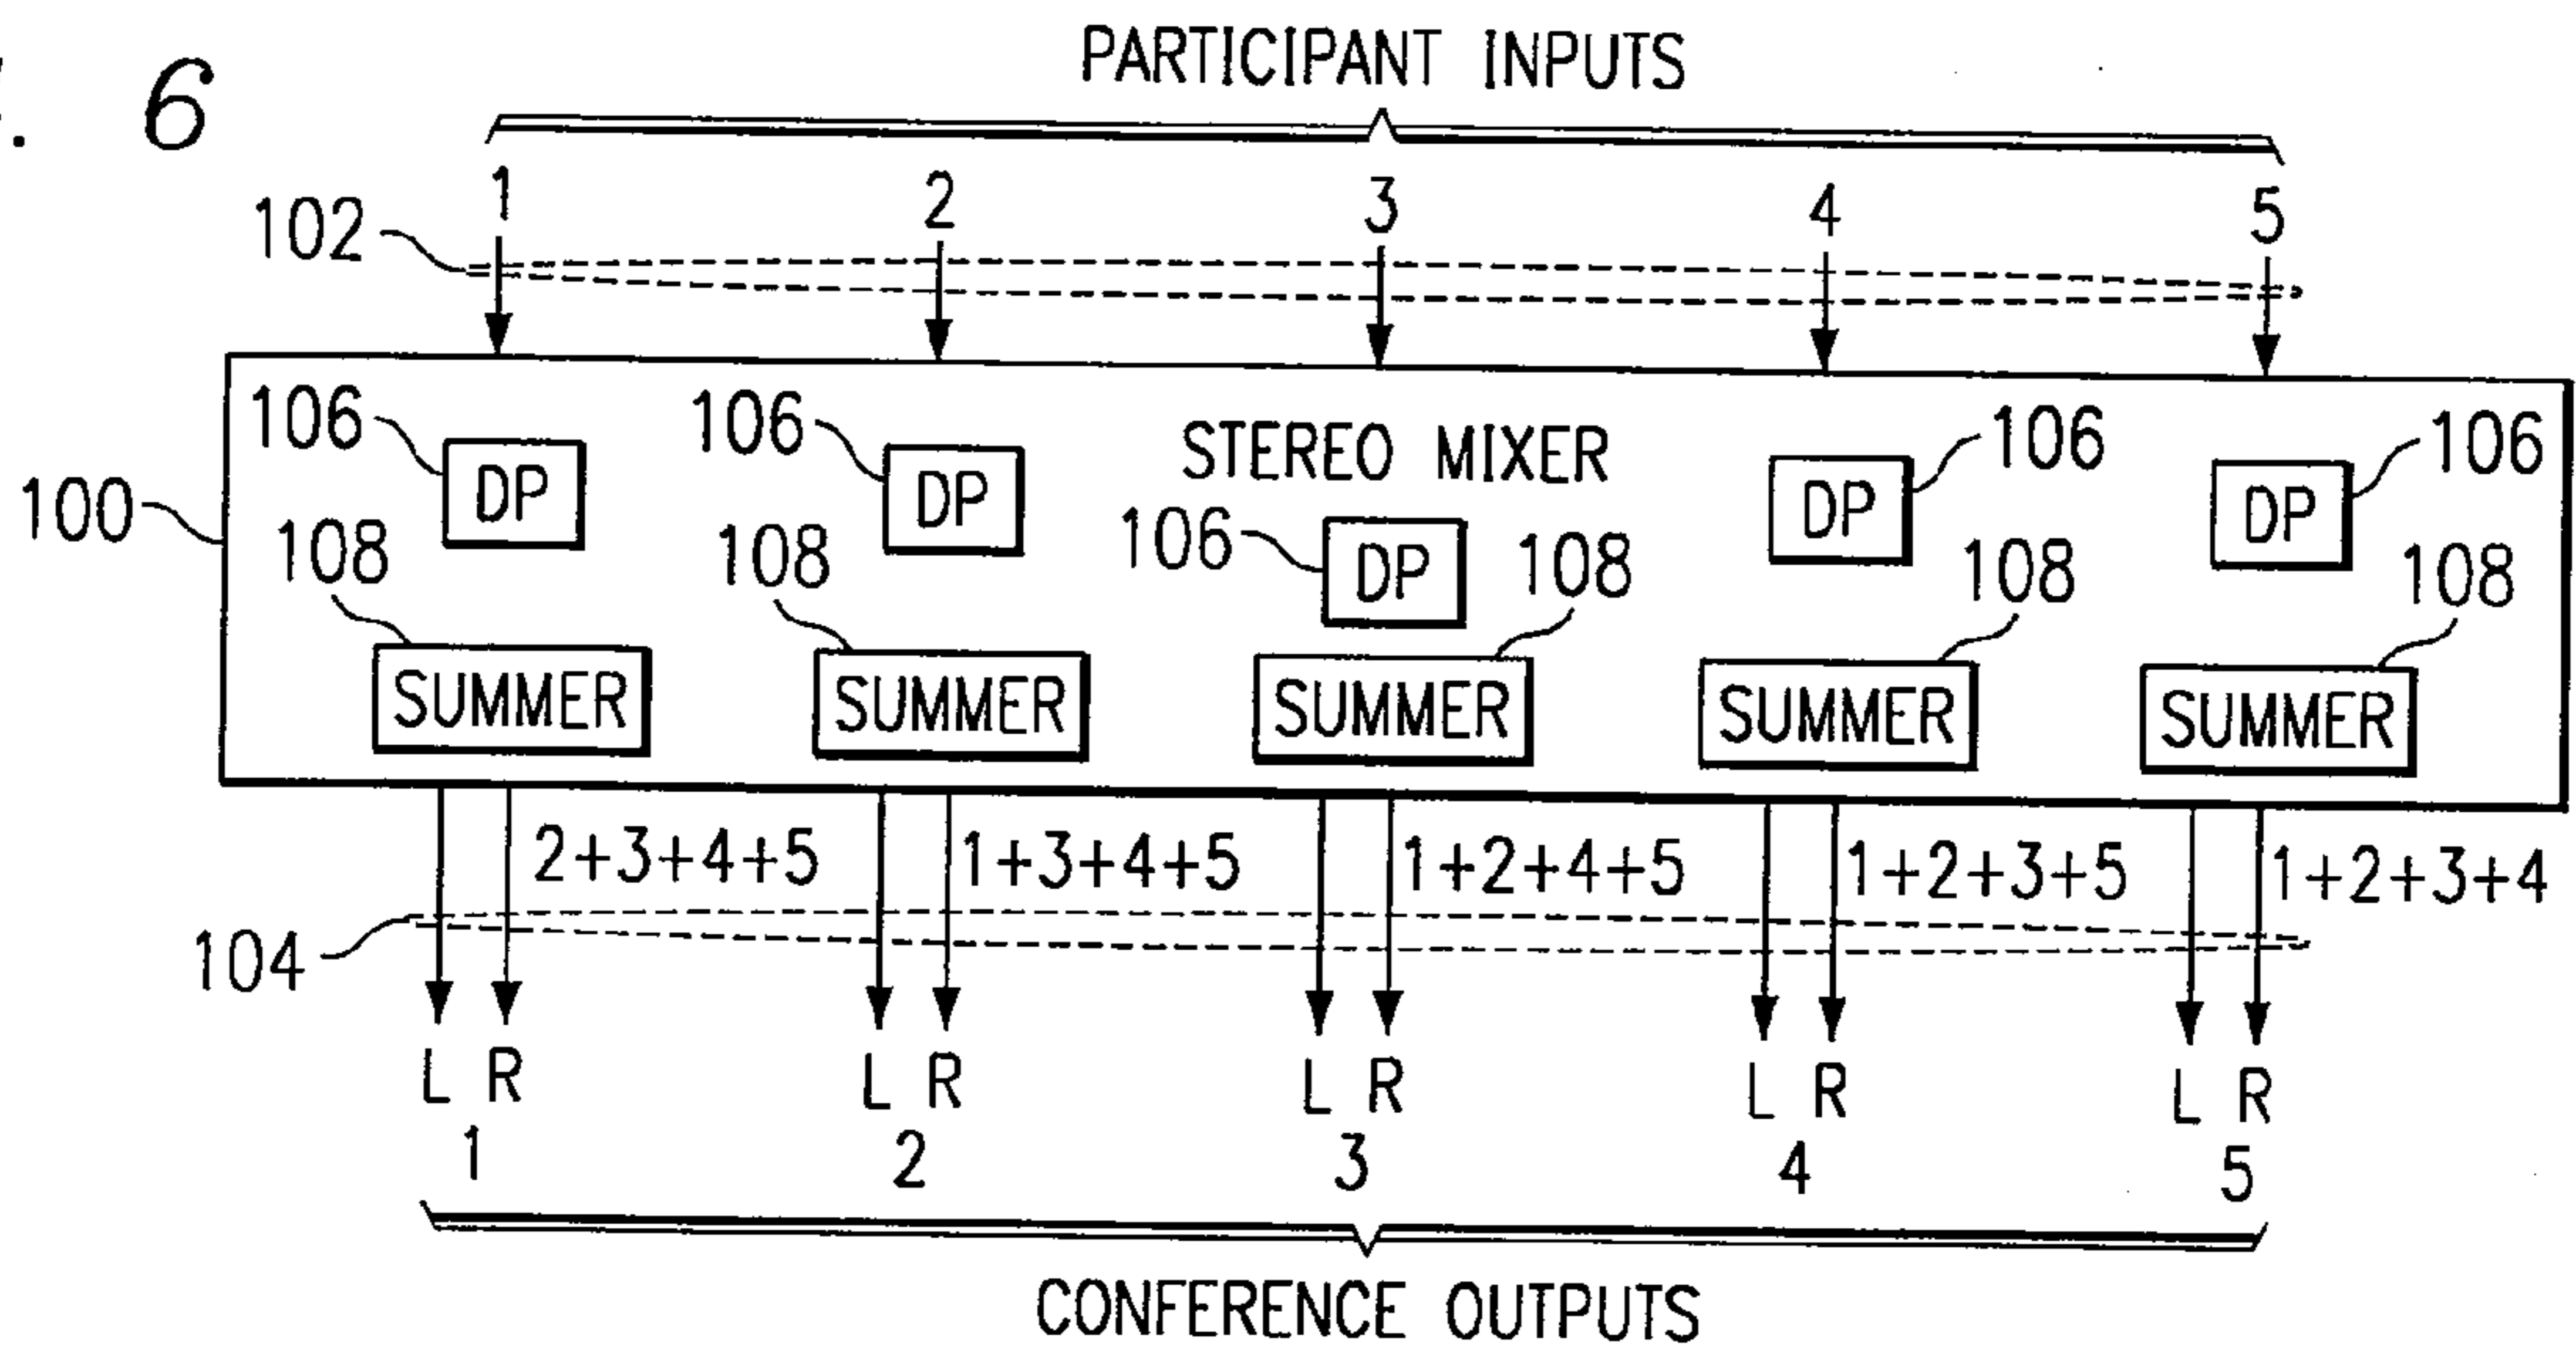 . 6
PARTICIPANT INPUTS
1 2 3 4 5
102
106 106 STEREO MIXER 106 106
DP DP DP DP
100
106 DP
108 108 108 108 108
SUMMER SUMMER SUMMER SUMMER SUMMER
2+3+4+5 1+3+4+5 1+2+4+5 1+2+3+5 1+2+3+4
104
L R L R L R L R L R
1 2 3 4 5
CONFERENCE OUTPUTS